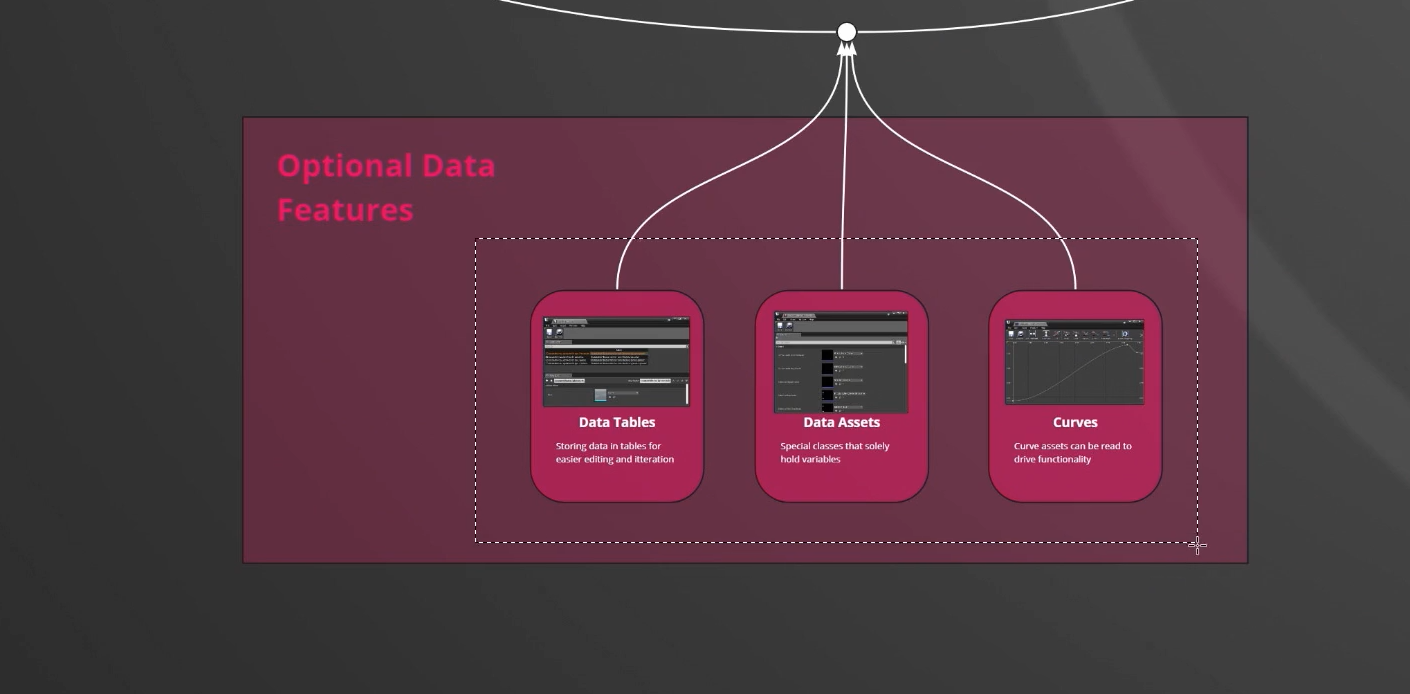 Optional Data
Features
Data Tables
Storing data in tables for
easier editing and itteration
Data Assets
Special classes that solely
hold variables
Curves
Curve assets can be read to
drive functionality